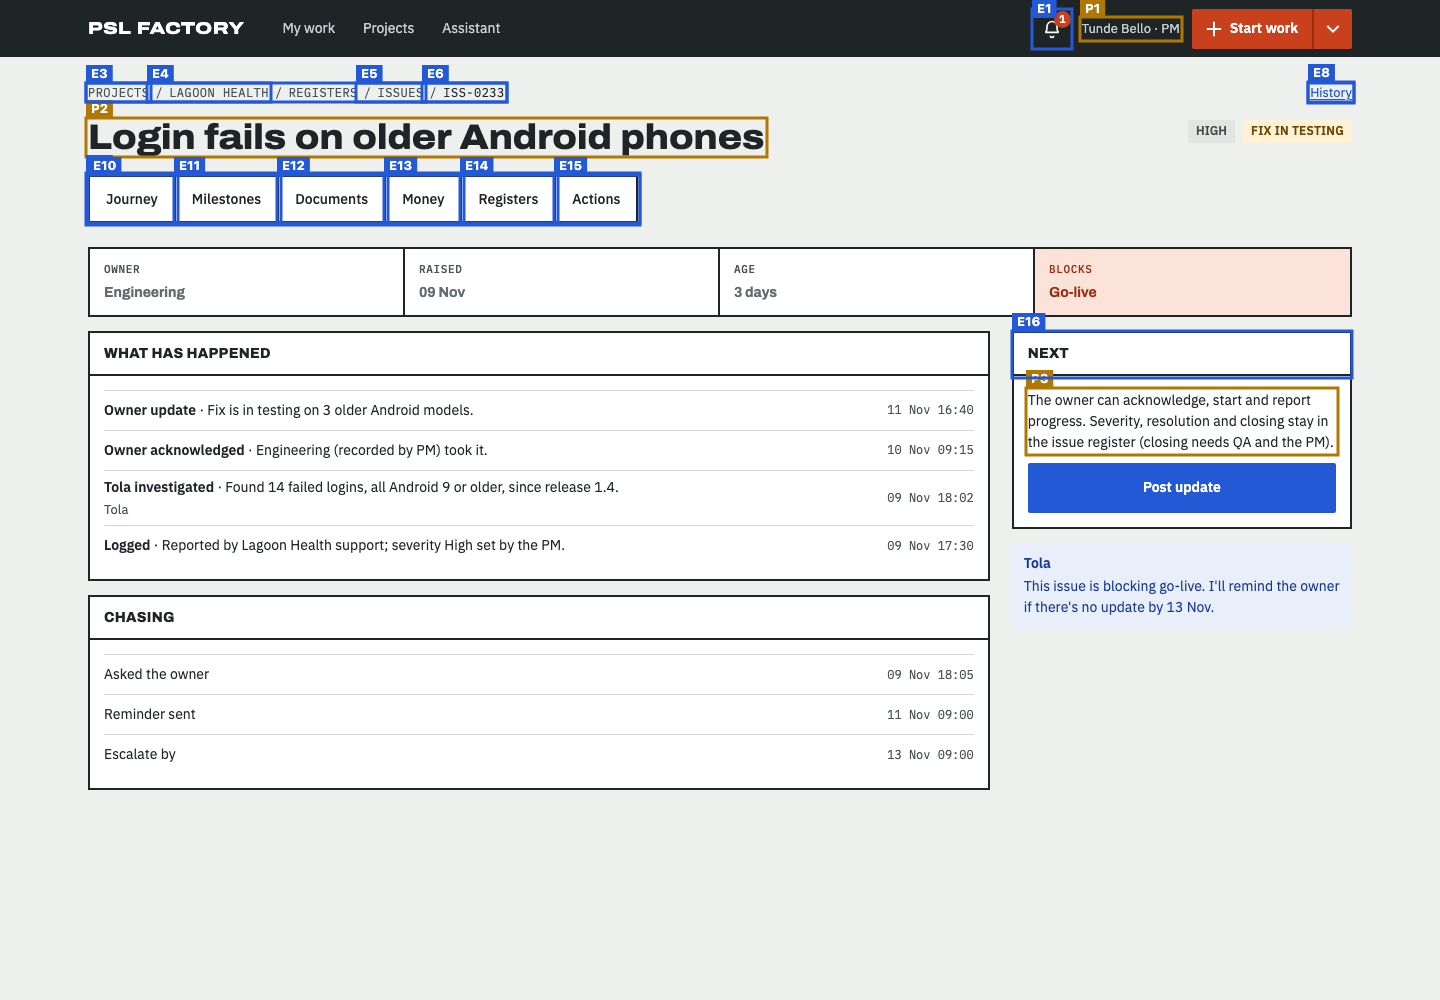 PSL FACTORY
My work
Projects
Assistant
E1
1
P1
Tunde Bello · PM
Start work
E3
E4
E5
E6
E8
PROJECTS / LAGOON HEALTH / REGISTERS / ISSUES / ISS-0233
History
P2
Login fails on older Android phones
HIGH
FIX IN TESTING
E10
E11
E12
E13
E14
E15
Journey
Milestones
Documents
Money
Registers
Actions
OWNER
Engineering
RAISED
09 Nov
AGE
3 days
BLOCKS
Go-live
WHAT HAS HAPPENED
Owner update · Fix is in testing on 3 older Android models.
11 Nov 16:40
Owner acknowledged · Engineering (recorded by PM) took it.
10 Nov 09:15
Tola investigated · Found 14 failed logins, all Android 9 or older, since release 1.4.
Tola
09 Nov 18:02
Logged · Reported by Lagoon Health support; severity High set by the PM.
09 Nov 17:30
CHASING
Asked the owner
09 Nov 18:05
Reminder sent
11 Nov 09:00
Escalate by
13 Nov 09:00
E16
NEXT
P3
The owner can acknowledge, start and report
progress. Severity, resolution and closing stay in
the issue register (closing needs QA and the PM).
Post update
Tola
This issue is blocking go-live. I'll remind the owner
if there's no update by 13 Nov.